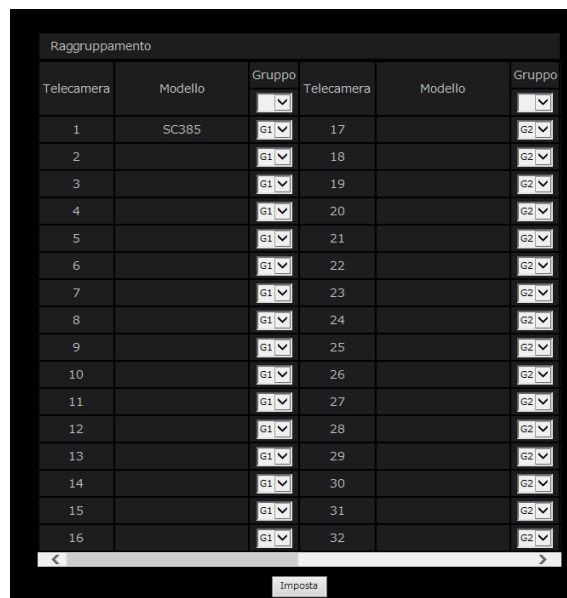 Raggruppamento
Telecamera Modello Gruppo Telecamera Modello Gruppo
1 SC385 G1 17 G2
2 G1 18 G2
3 G1 19 G2
4 G1 20 G2
5 G1 21 G2
6 G1 22 G2
7 G1 23 G2
8 G1 24 G2
9 G1 25 G2
10 G1 26 G2
11 G1 27 G2
12 G1 28 G2
13 G1 29 G2
14 G1 30 G2
15 G1 31 G2
16 G1 32 G2
Imposta